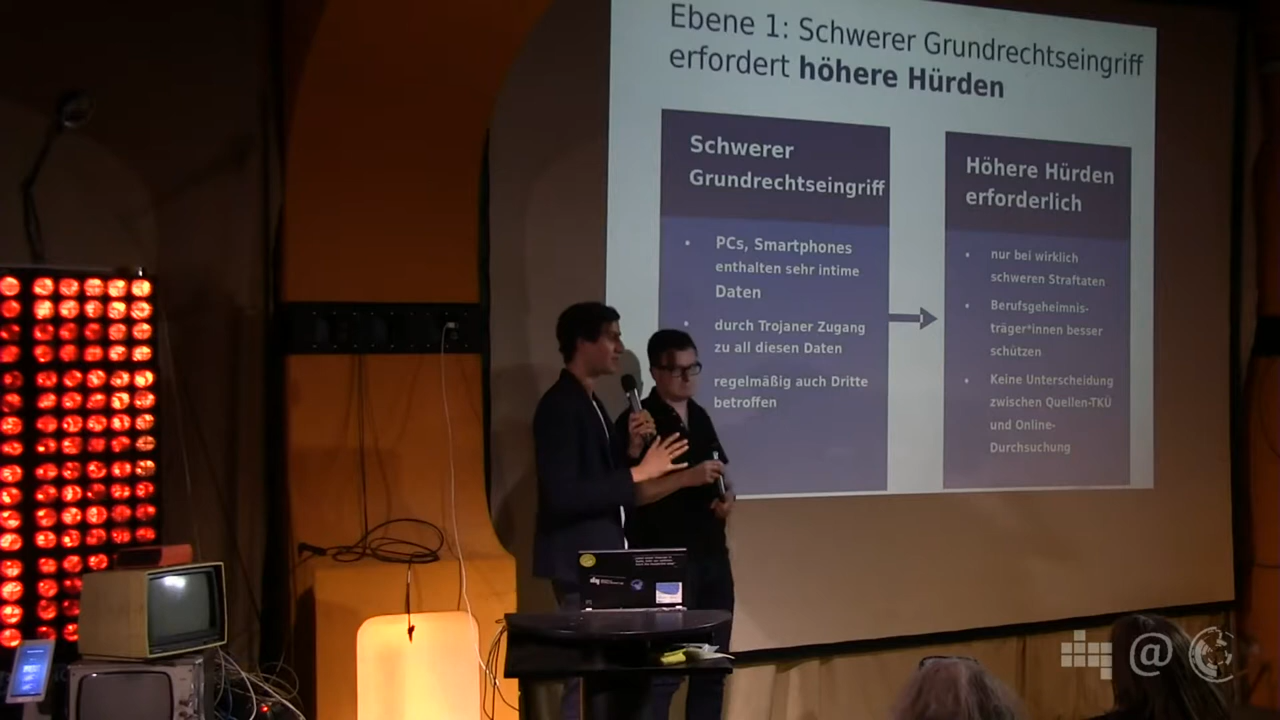 Ebene 1: Schwerer Grundrechtseingriff
erfordert höhere Hürden
Schwerer
Grundrechtseingriff
• PCs, Smartphones
enthalten sehr intime
Daten
• durch Trojaner Zugang
zu all diesen Daten
regelmäßig auch Dritte
betroffen
Höhere Hürden
erforderlich
• nur bei wirklich
schweren Straftaten
• Berufsgeheimnis-
träger*innen besser
schützen
• Keine Unterscheidung
zwischen Quellen-TKÜ
und Online-
Durchsuchung
@